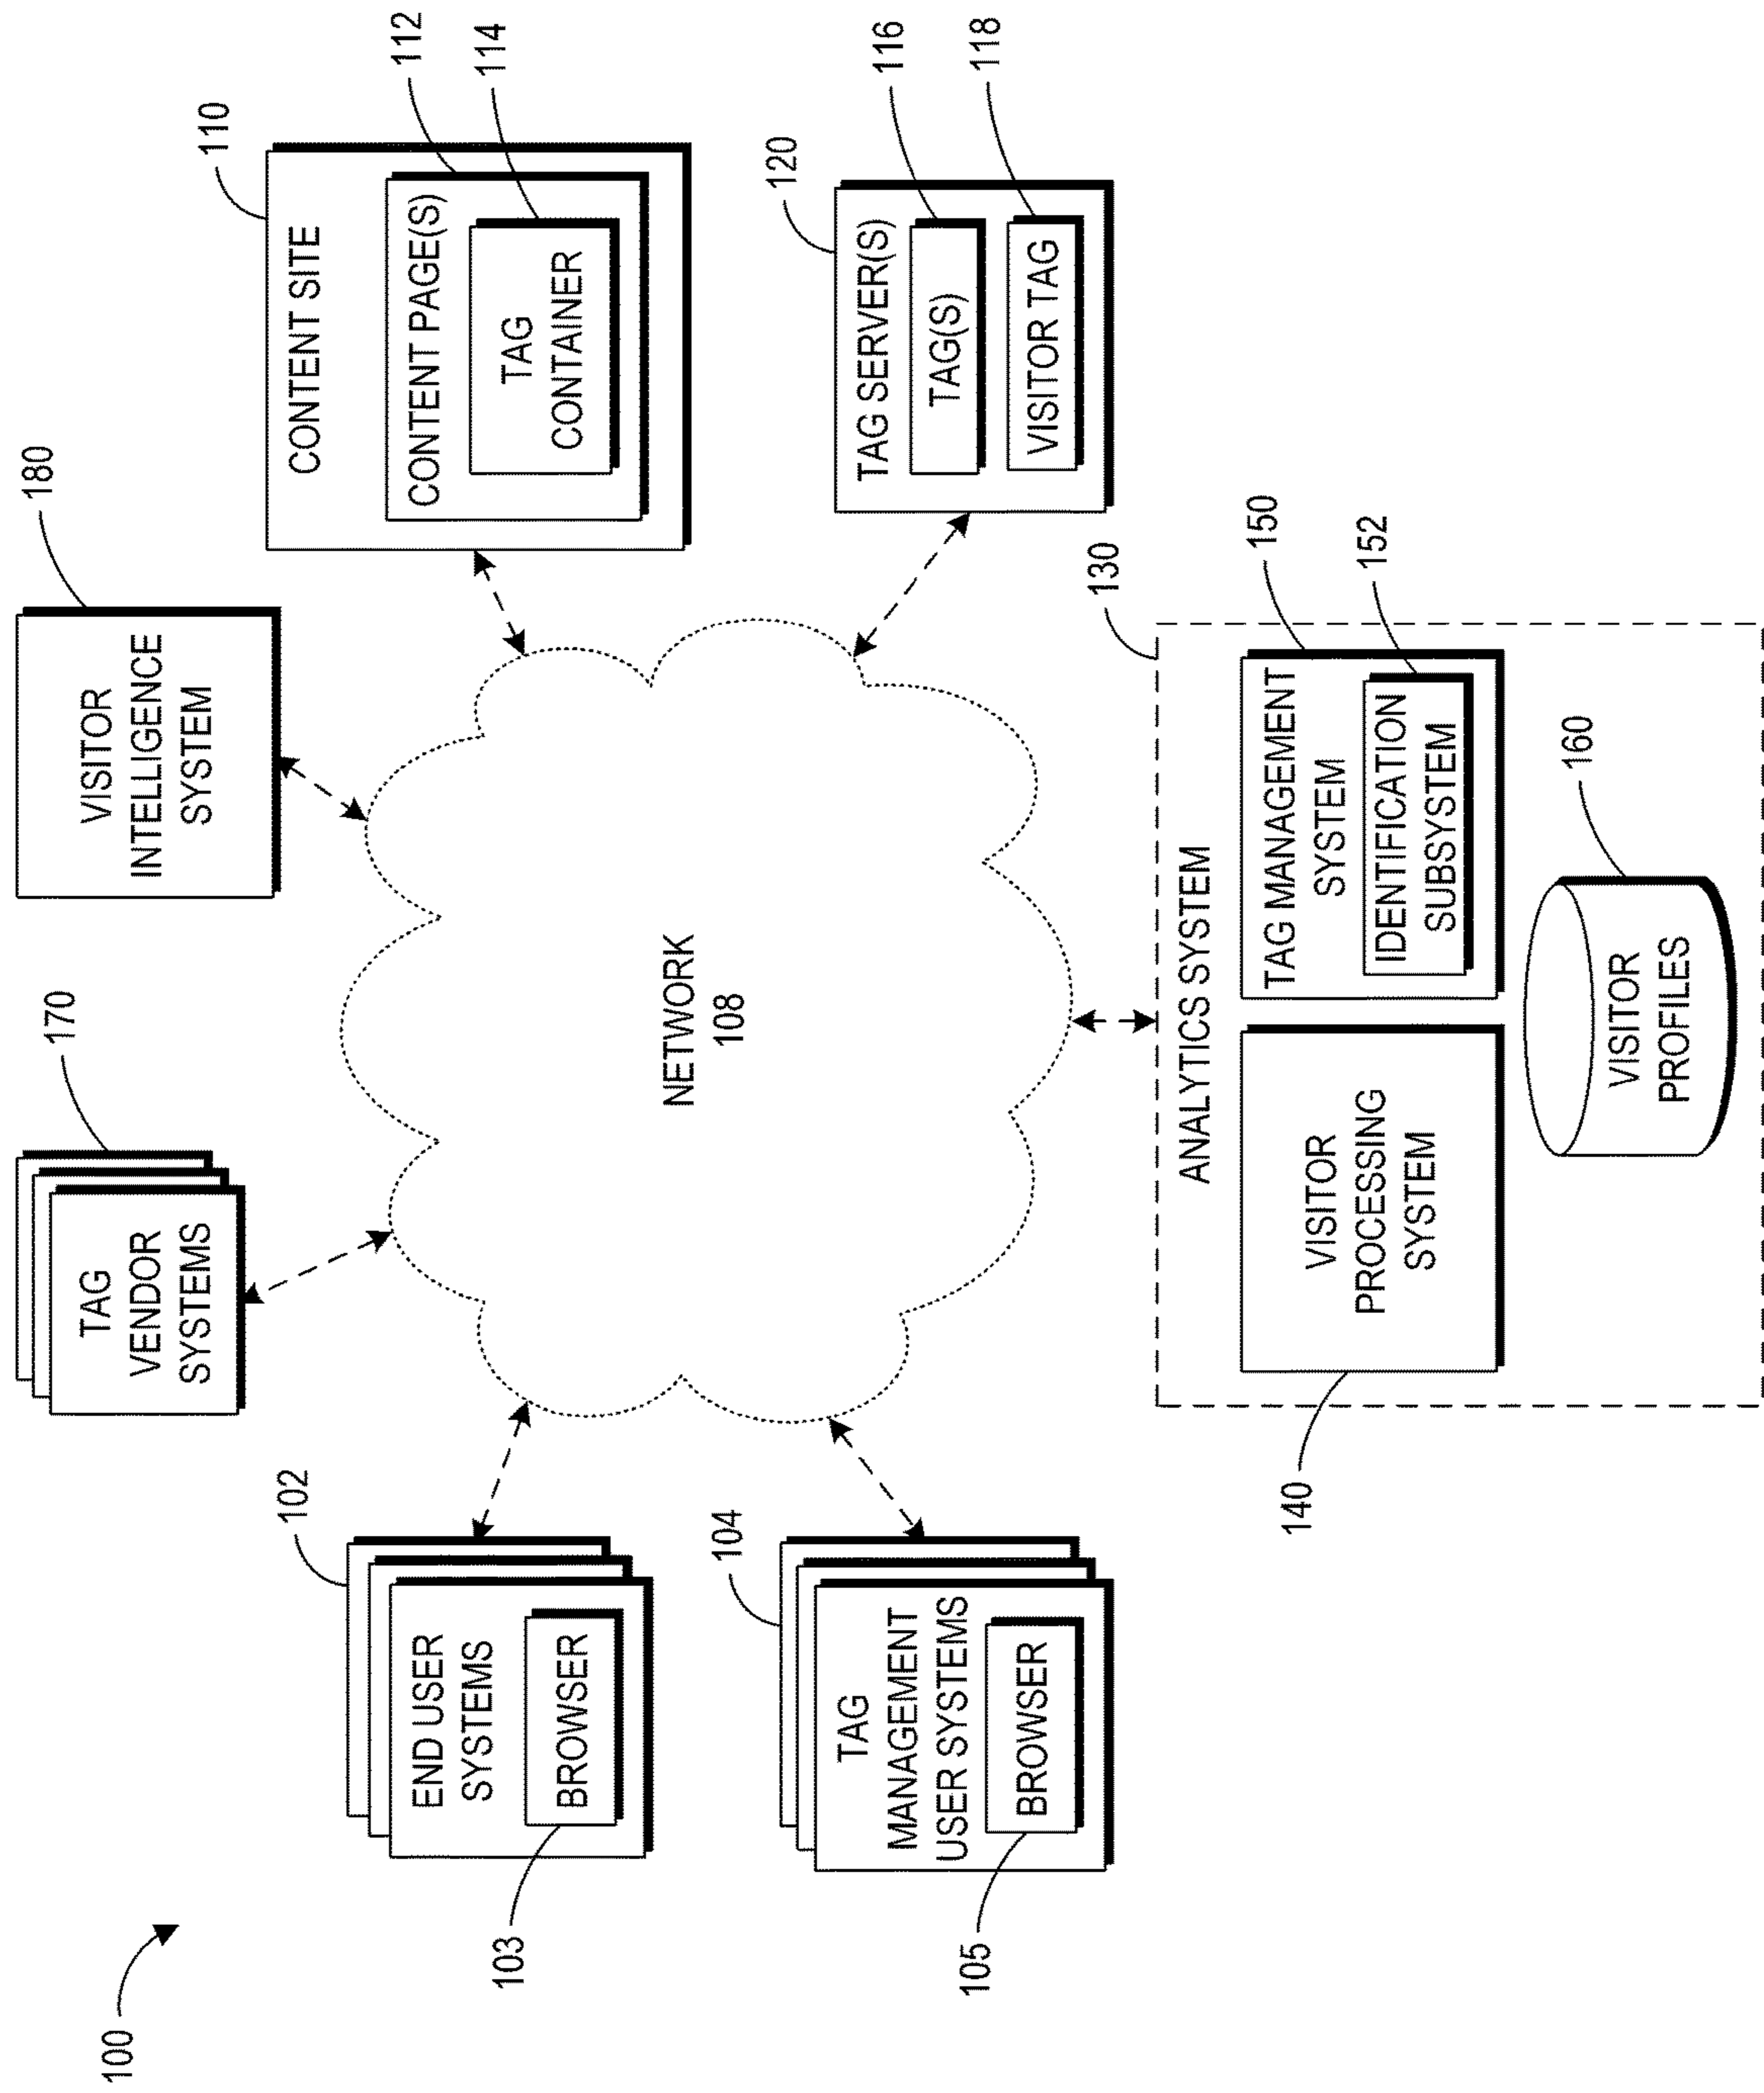 100
170
TAG
VENDOR
SYSTEMS
180
VISITOR
INTELLIGENCE
SYSTEM
102
END USER
SYSTEMS
BROWSER
103
110
CONTENT SITE
112
CONTENT PAGE(S)
114
TAG
CONTAINER
NETWORK
108
104
TAG
MANAGEMENT
USER SYSTEMS
BROWSER
105
120
TAG SERVER(S)
116
TAG(S)
118
VISITOR TAG
130
ANALYTICS SYSTEM
140
VISITOR
PROCESSING
SYSTEM
150
TAG MANAGEMENT
SYSTEM
152
IDENTIFICATION
SUBSYSTEM
160
VISITOR
PROFILES